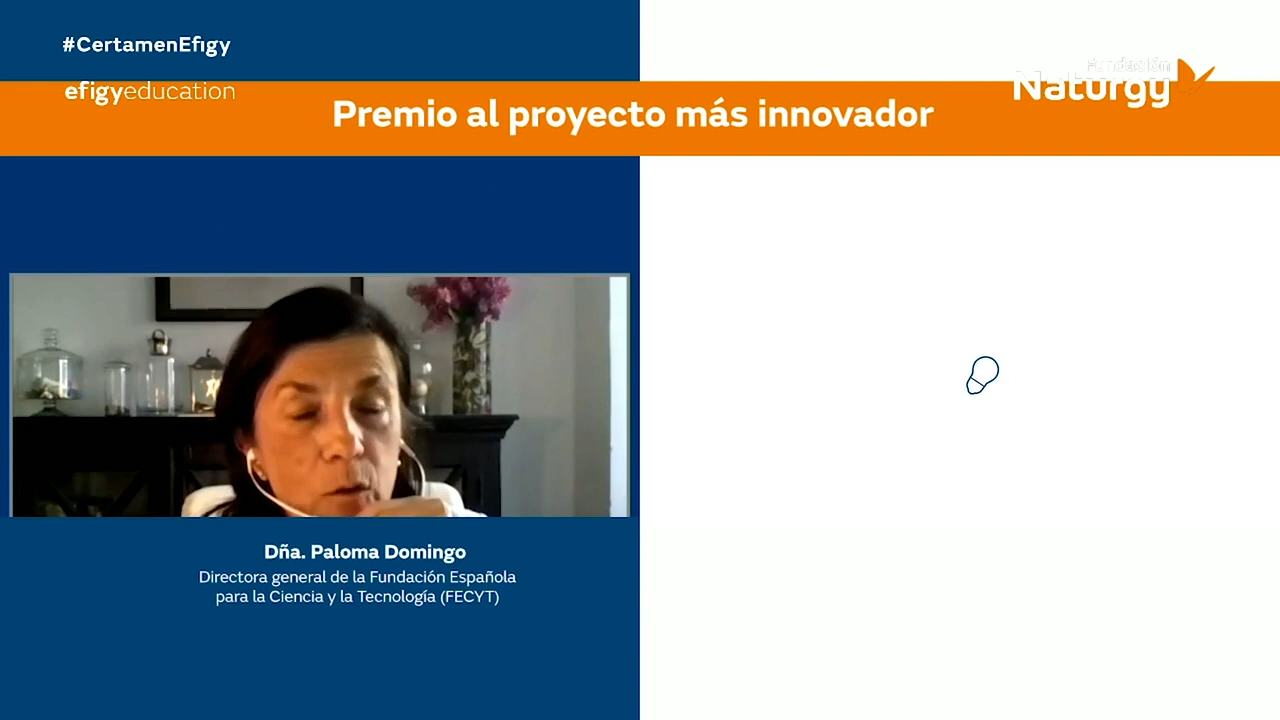 #CertamenEfigy
efigyeducation
Fundación
Naturgy
Premio al proyecto más innovador
Dña. Paloma Domingo
Directora general de la Fundación Española
para la Ciencia y la Tecnología (FECYT)